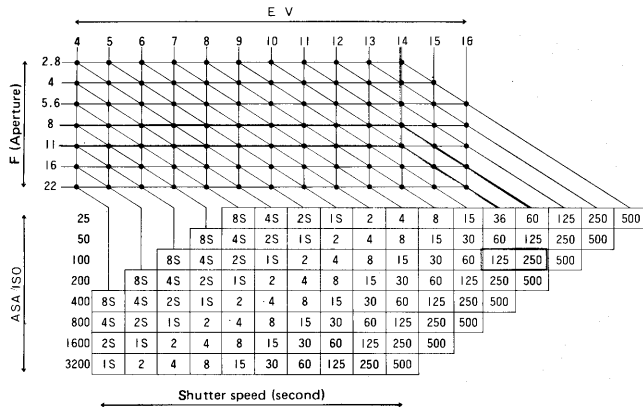 E V
4 5 6 7 8 9 10 11 12 13 14 15 16
F (Aperture)
2.8
4
5.6
8
11
16
22
ASA/ISO
25 8S 4S 2S 1S 2 4 8 15 36 60 125 250 500
50 8S 4S 2S 1S 2 4 8 15 30 60 125 250 500
100 8S 4S 2S 1S 2 4 8 15 30 60 125 250 500
200 8S 4S 2S 1S 2 4 8 15 30 60 125 250 500
400 8S 4S 2S 1S 2 4 8 15 30 60 125 250 500
800 4S 2S 1S 2 4 8 15 30 60 125 250 500
1600 2S 1S 2 4 8 15 30 60 125 250 500
3200 1S 2 4 8 15 30 60 125 250 500
Shutter speed (second)